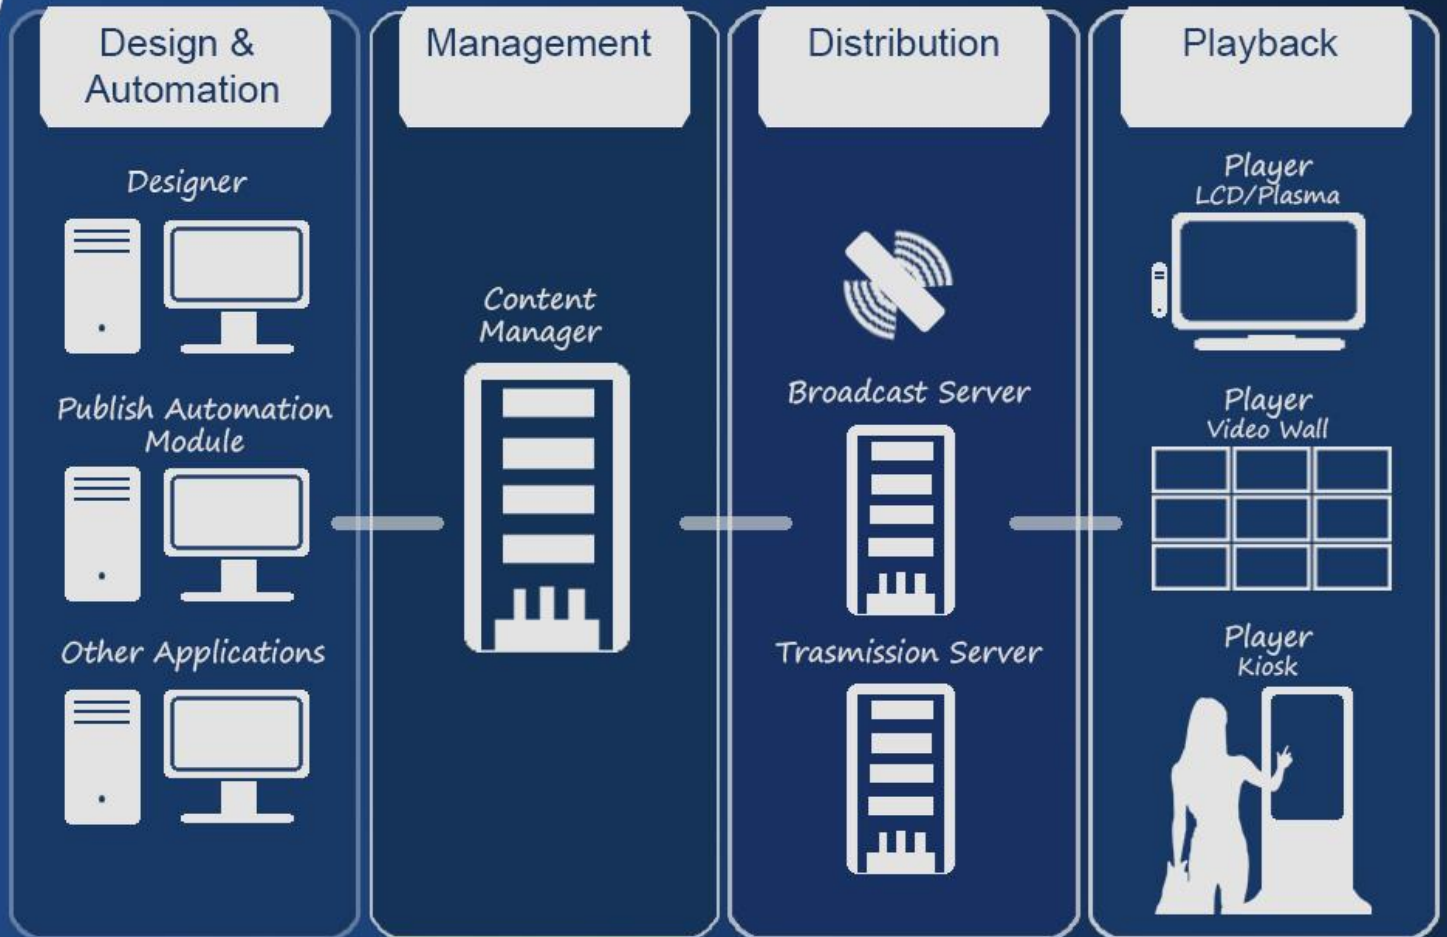 Design &
Automation
Designer
Publish Automation
Module
Other Applications
Management
Content
Manager
Distribution
Broadcast Server
Trasmission Server
Playback
Player
LCD/Plasma
Player
Video Wall
Player
Kiosk